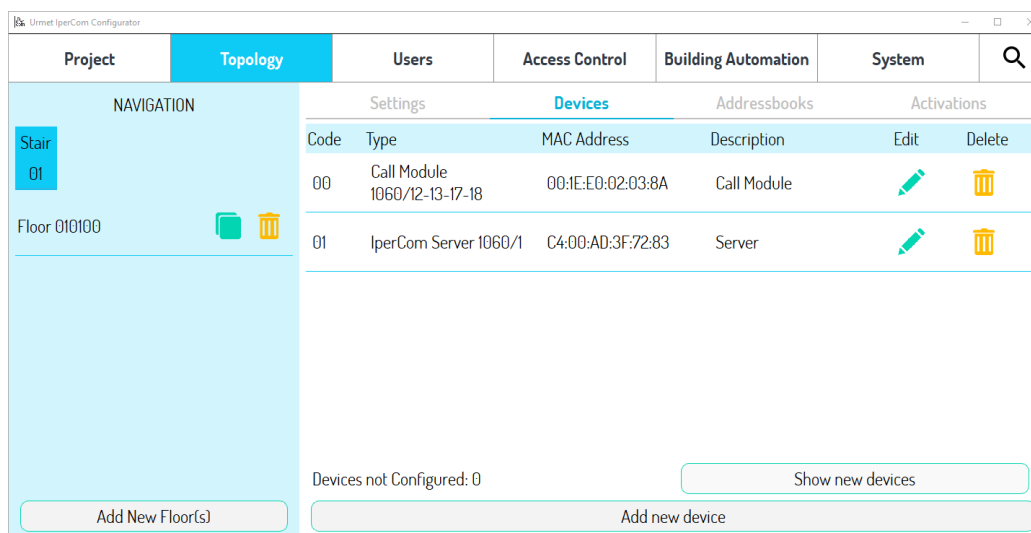 Urmet IperCom Configurator
Project Topology Users Access Control Building Automation System
NAVIGATION
Settings Devices Addressbooks Activations
Stair
01
Code Type MAC Address Description Edit Delete
00 Call Module 1060/12-13-17-18 00:1E:E0:02:03:8A Call Module
Floor 010100
01 IperCom Server 1060/1 C4:00:AD:3F:72:83 Server
Devices not Configured: 0 Show new devices
Add New Floor(s) Add new device